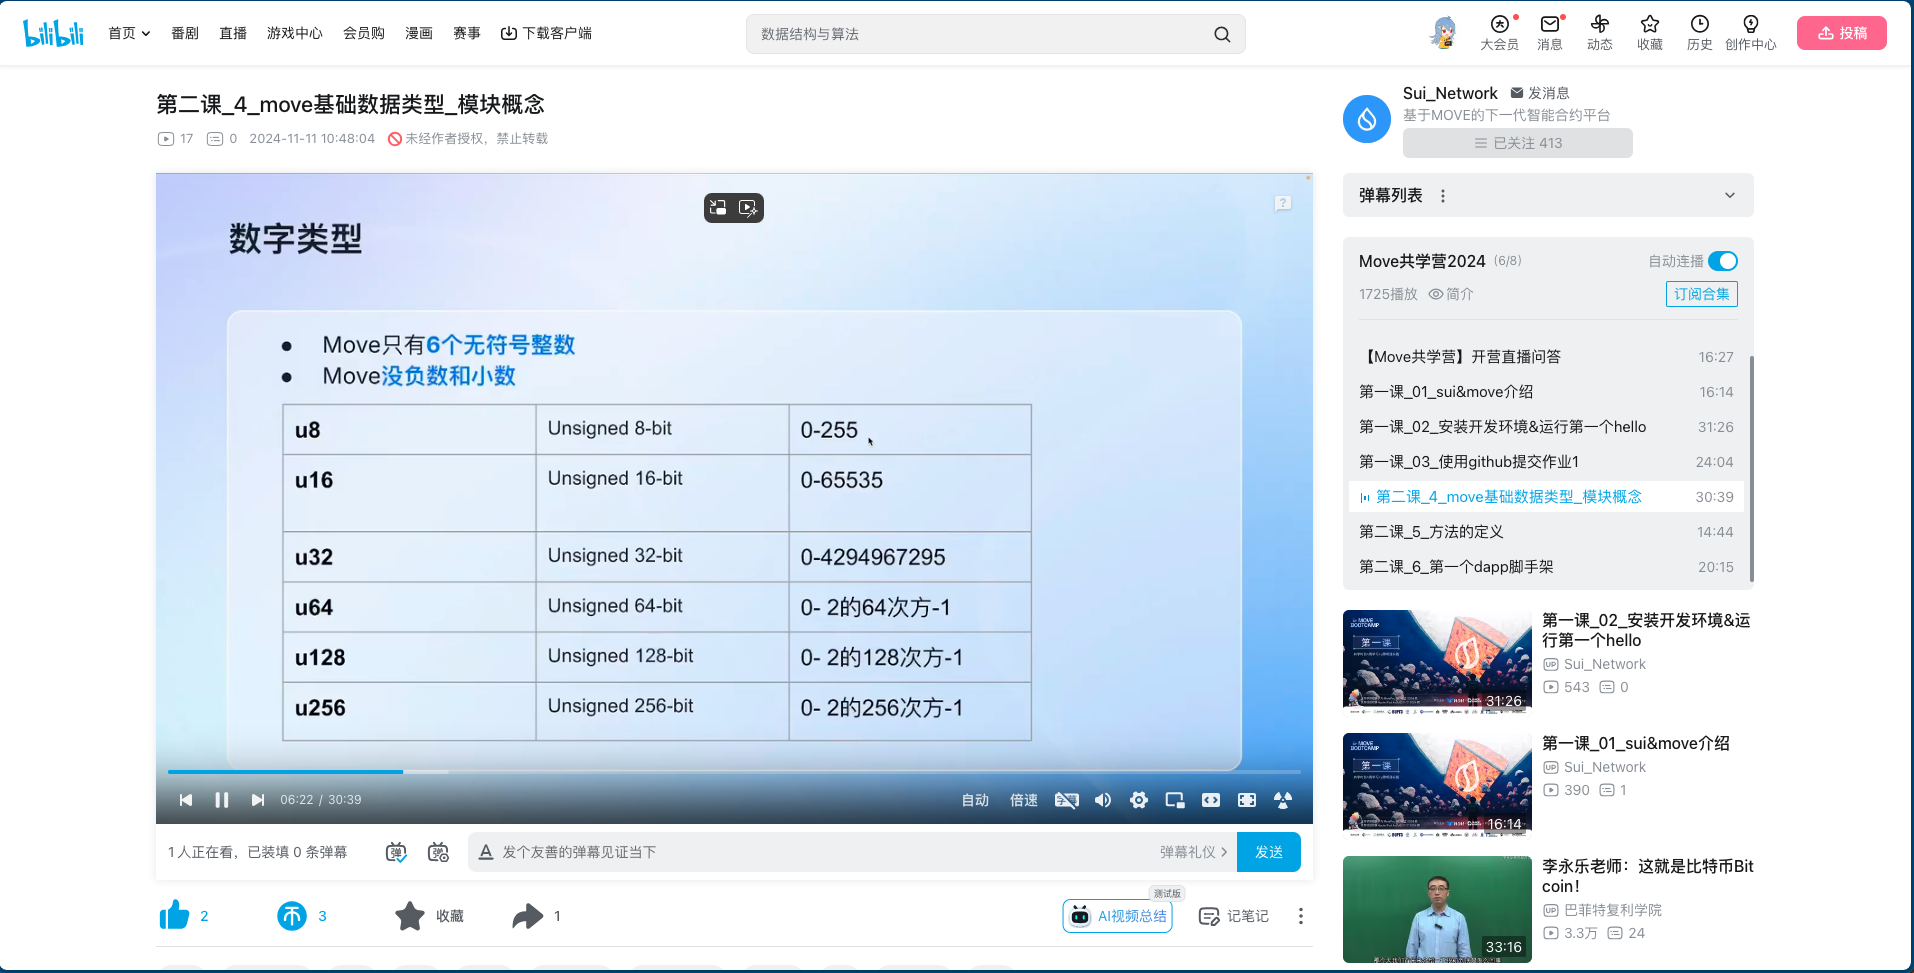 bilibili
首页
番剧
直播
游戏中心
会员购
漫画
赛事
下载客户端
数据结构与算法
大会员
消息
动态
收藏
历史
创作中心
投稿
第二课_4_move基础数据类型_模块概念
17 0 2024-11-11 10:48:04 未经作者授权，禁止转载
Sui_Network 发消息
基于MOVE的下一代智能合约平台
已关注 413
数字类型
Move只有6个无符号整数
Move没负数和小数
u8 Unsigned 8-bit 0-255
u16 Unsigned 16-bit 0-65535
u32 Unsigned 32-bit 0-4294967295
u64 Unsigned 64-bit 0- 2的64次方-1
u128 Unsigned 128-bit 0- 2的128次方-1
u256 Unsigned 256-bit 0- 2的256次方-1
06:22 / 30:39
自动 倍速 字幕
1人正在看，已装填 0 条弹幕
发个友善的弹幕见证当下
弹幕礼仪
发送
2
3
收藏
1
测试版
AI视频总结
记笔记
弹幕列表
Move共学营2024 (6/8) 自动连播
1725播放 简介 订阅合集
【Move共学营】开营直播问答 16:27
第一课_01_sui&move介绍 16:14
第一课_02_安装开发环境&运行第一个hello 31:26
第一课_03_使用github提交作业1 24:04
第二课_4_move基础数据类型_模块概念 30:39
第二课_5_方法的定义 14:44
第二课_6_第一个dapp脚手架 20:15
MOVE
BOOTCAMP
第一课
31:26
第一课_02_安装开发环境&运
行第一个hello
UP Sui_Network
543 0
MOVE
BOOTCAMP
第一课
16:14
第一课_01_sui&move介绍
UP Sui_Network
390 1
33:16
李永乐老师：这就是比特币Bit
coin！
UP 巴菲特复利学院
3.3万 24